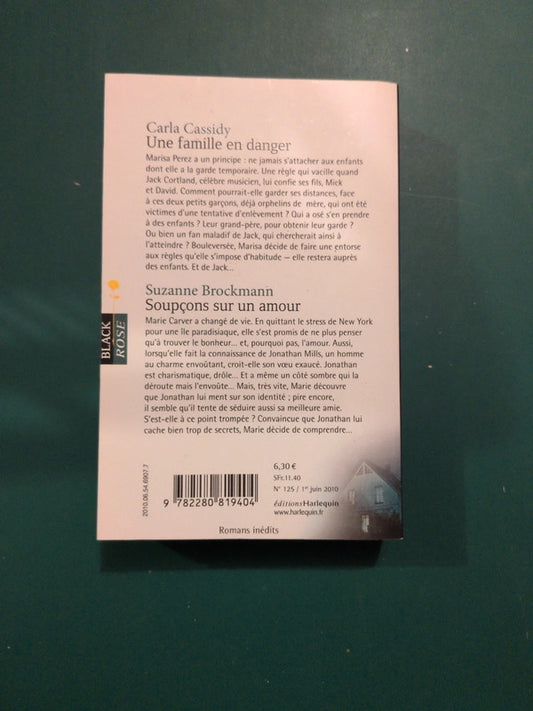 Carla Cassidy
Une famille en danger
Marisa Perez a un principe : ne jamais s'attacher aux enfants
dont elle a la garde temporaire. Une règle qui vacille quand
Jack Cortland, célèbre musicien, lui confie ses fils, Mick
et David. Comment pourrait-elle garder ses distances, face
à ces deux petits garçons, déjà orphelins de mère, qui ont été
victimes d'une tentative d'enlèvement ? Qui a osé s'en prendre
à des enfants ? Leur grand-père, pour obtenir leur garde ?
Ou bien un fan maladif de Jack, qui chercherait ainsi à
l'atteindre ? Bouleversée, Marisa décide de faire une entorse
aux règles qu'elle s'impose d'habitude — elle restera auprès
des enfants. Et de Jack...
Suzanne Brockmann
Soupçons sur un amour
Marie Carver a changé de vie. En quittant le stress de New York
pour une île paradisiaque, elle s'est promis de ne plus penser
qu'à trouver le bonheur... et, pourquoi pas, l'amour. Aussi,
lorsqu'elle fait la connaissance de Jonathan Mills, un homme
au charme envoûtant, croit-elle son vœu exaucé. Jonathan
est charismatique, drôle... Et a même un côté sombre qui la
déroute mais l'envoûte... Mais, très vite, Marie découvre
que Jonathan lui ment sur son identité ; pire encore,
il semble qu'il tente de séduire aussi sa meilleure amie.
S'est-elle à ce point trompée ? Convaincue que Jonathan lui
cache bien trop de secrets, Marie décide de comprendre...
BLACK
ROSE
2010.06.54.6907.7
9 782280 819404
6,30 €
SFr.11.40
N° 125 / 1er juin 2010
éditionsHarlequin
www.harlequin.fr
Romans inédits